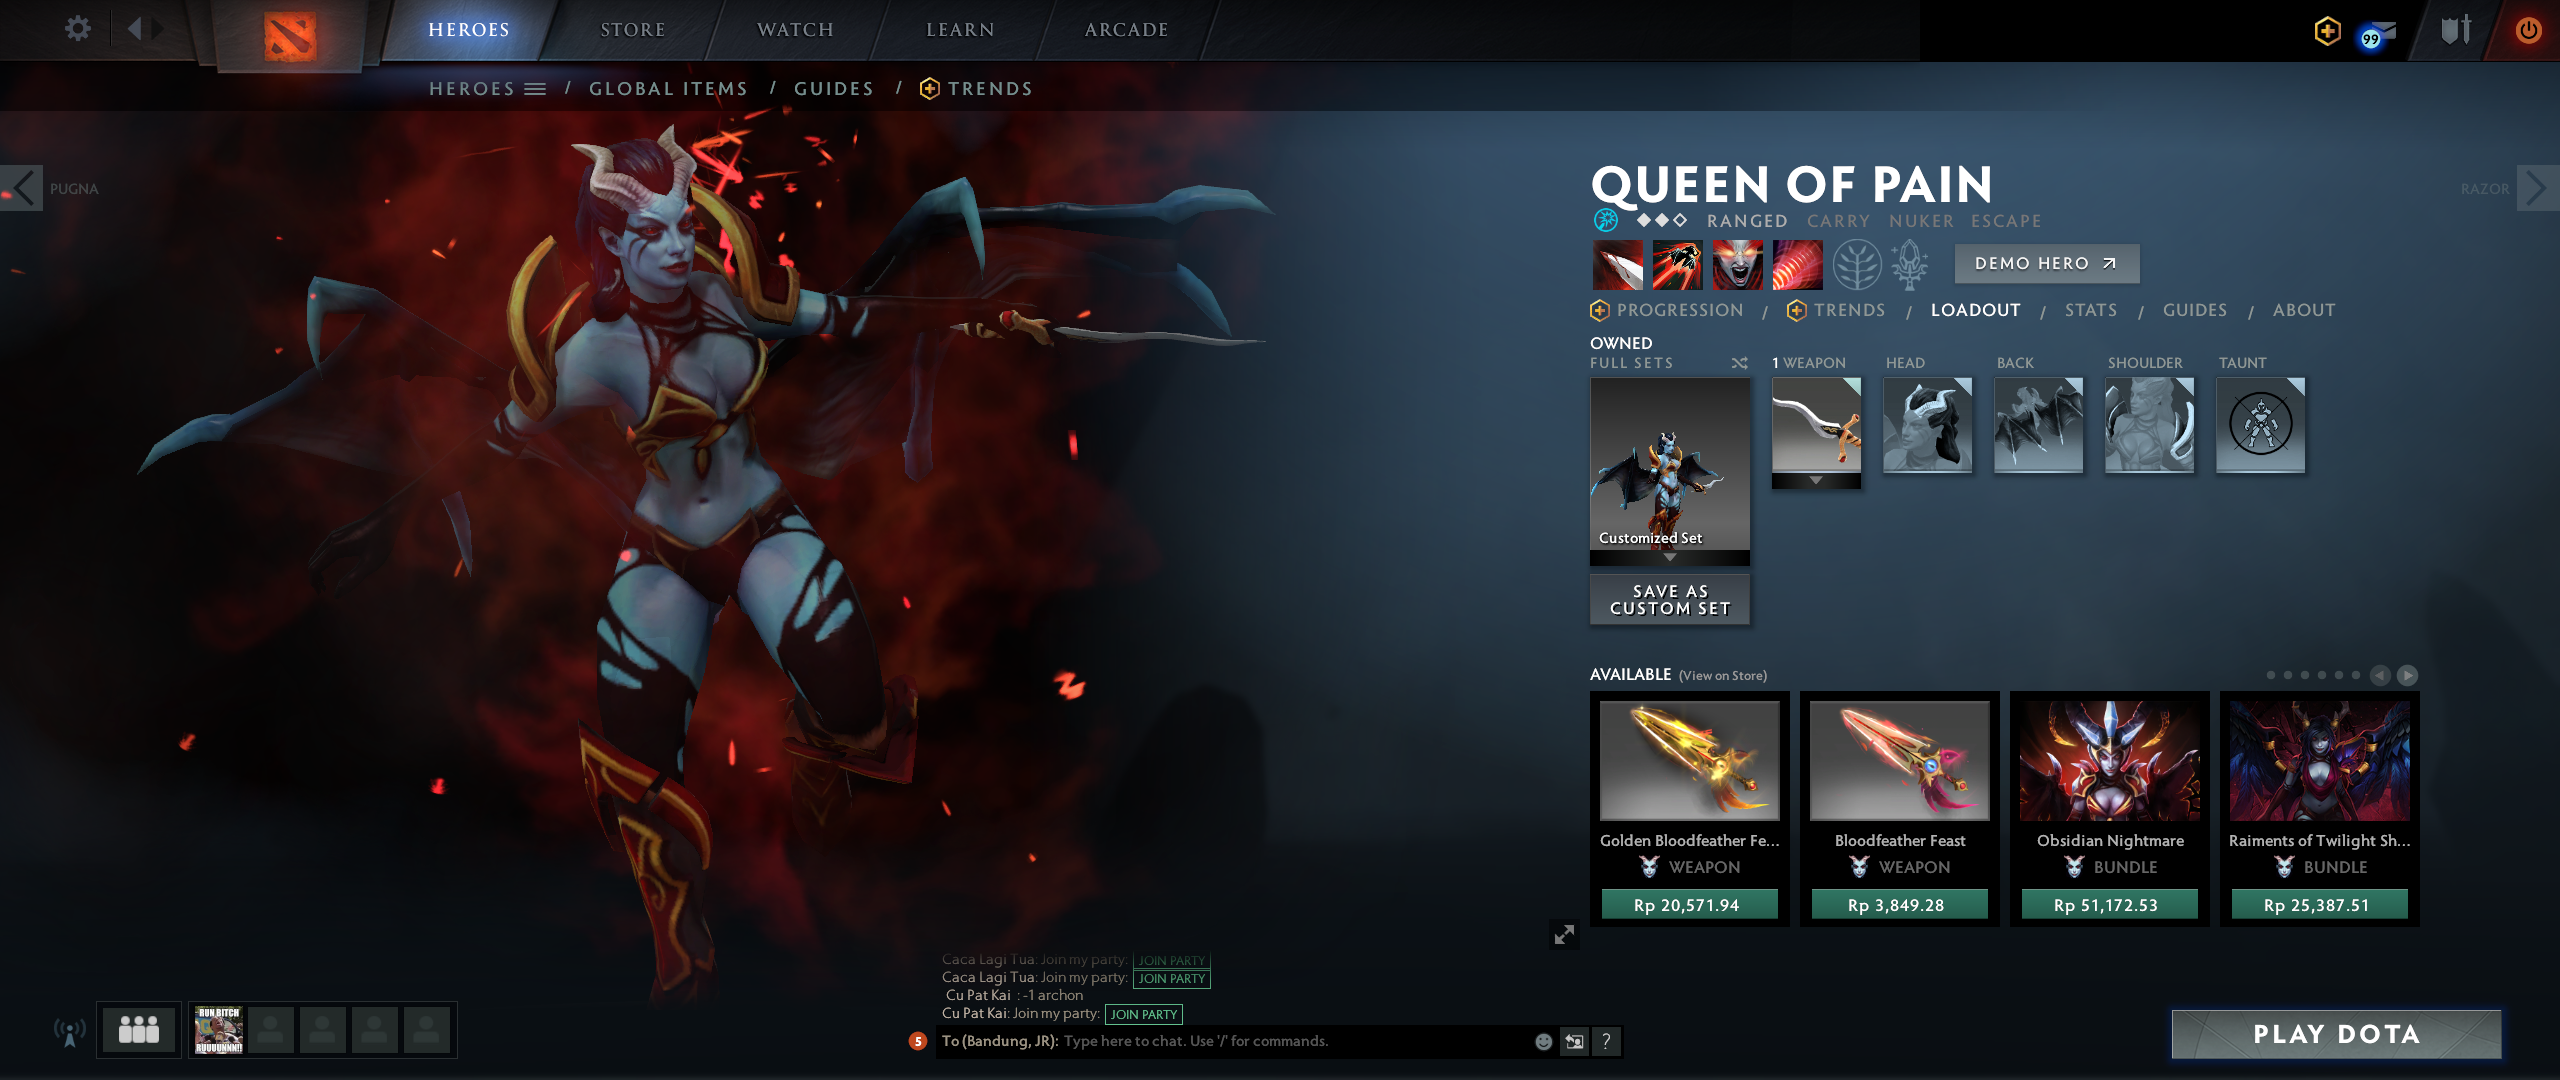 HEROES STORE WATCH LEARN ARCADE
99
HEROES / GLOBAL ITEMS / GUIDES / TRENDS
PUGNA
RAZOR
QUEEN OF PAIN
RANGED CARRY NUKER ESCAPE
DEMO HERO
PROGRESSION / TRENDS / LOADOUT / STATS / GUIDES / ABOUT
OWNED
FULL SETS 1 WEAPON HEAD BACK SHOULDER TAUNT
Customized Set
SAVE AS
CUSTOM SET
AVAILABLE (View on Store)
Golden Bloodfeather Fe... Bloodfeather Feast Obsidian Nightmare Raiments of Twilight Sh...
WEAPON WEAPON BUNDLE BUNDLE
Rp 20,571.94 Rp 3,849.28 Rp 51,172.53 Rp 25,387.51
Caca Lagi Tua: Join my party: JOIN PARTY
Caca Lagi Tua: Join my party: JOIN PARTY
Cu Pat Kai : -1 archon
Cu Pat Kai: Join my party: JOIN PARTY
5 To (Bandung, JR): Type here to chat. Use '/' for commands. ?
RUN BITCH
RUUUUNNN!!
PLAY DOTA